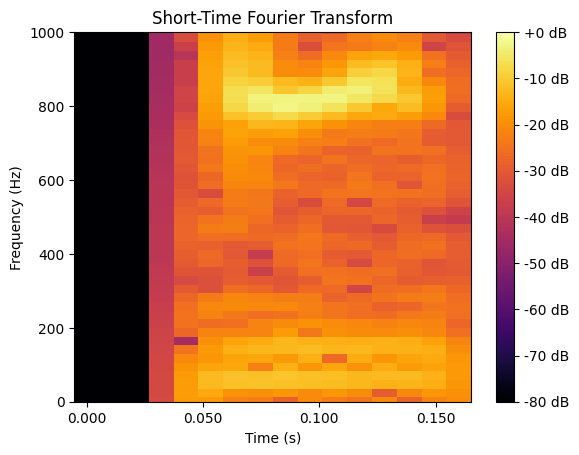 Short-Time Fourier Transform
1000
800
600
400
200
0
Frequency (Hz)
0.000
0.050
0.100
0.150
Time (s)
+0 dB
-10 dB
-20 dB
-30 dB
-40 dB
-50 dB
-60 dB
-70 dB
-80 dB